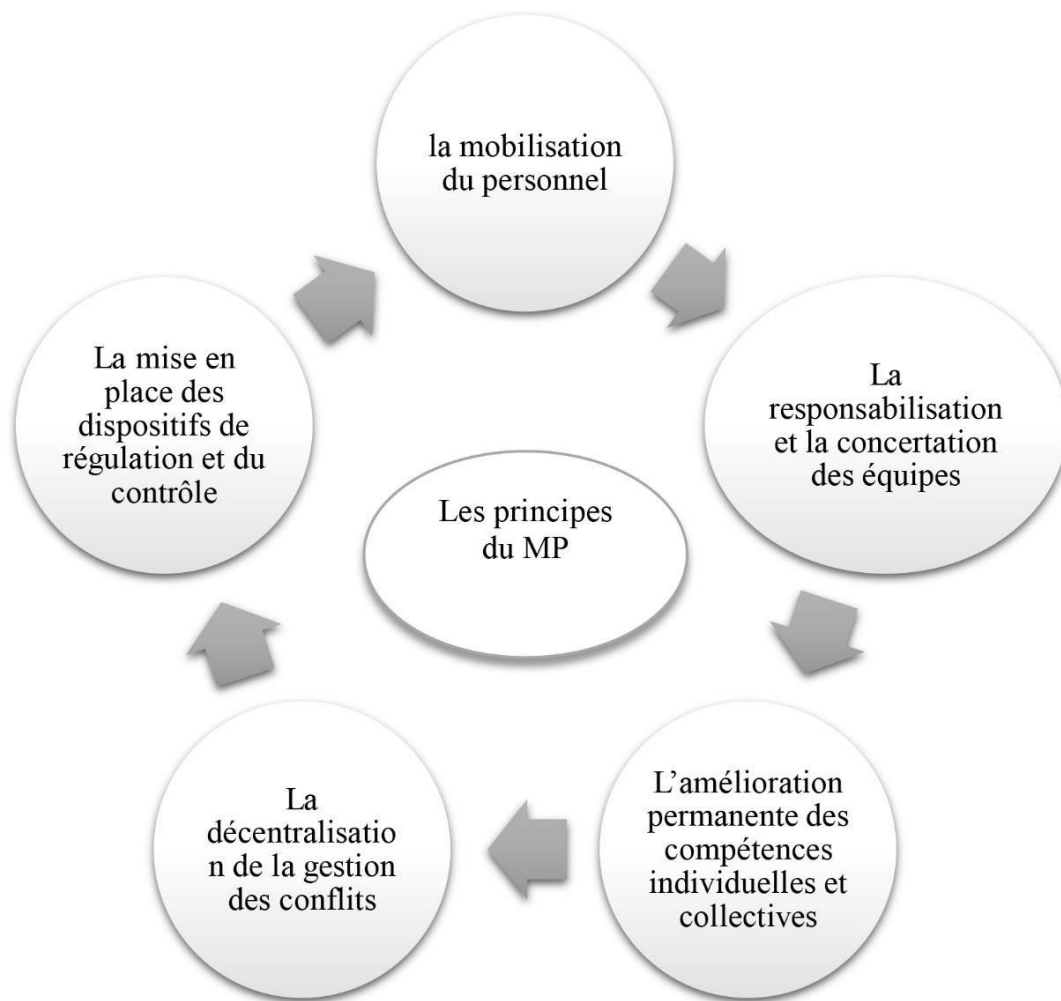 la mobilisation
du personnel
La
responsabilisation
et la concertation
des équipes
L’amélioration
permanente des
compétences
individuelles et
collectives
La
décentralisatio
n de la gestion
des conflits
La mise en
place des
dispositifs de
régulation et du
contrôle
Les principes
du MP